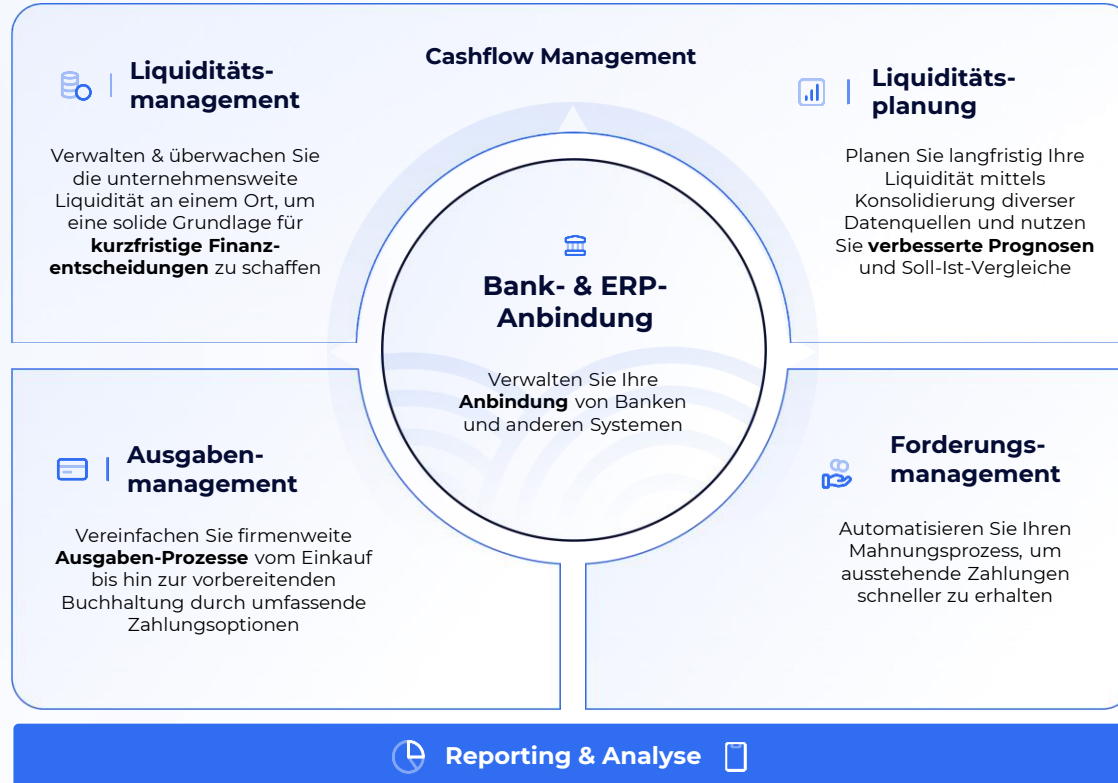 Cashflow Management
Liquiditäts-
management
Verwalten & überwachen Sie
die unternehmensweite
Liquidität an einem Ort, um
eine solide Grundlage für
kurzfristige Finanz-
entscheidungen zu schaffen
Liquiditäts-
planung
Planen Sie langfristig Ihre
Liquidität mittels
Konsolidierung diverser
Datenquellen und nutzen
Sie verbesserte Prognosen
und Soll-Ist-Vergleiche
Bank- & ERP-
Anbindung
Verwalten Sie Ihre
Anbindung von Banken
und anderen Systemen
Ausgaben-
management
Vereinfachen Sie firmenweite
Ausgaben-Prozesse vom Einkauf
bis hin zur vorbereitenden
Buchhaltung durch umfassende
Zahlungsoptionen
Forderungs-
management
Automatisieren Sie Ihren
Mahnungsprozess, um
ausstehende Zahlungen
schneller zu erhalten
Reporting & Analyse